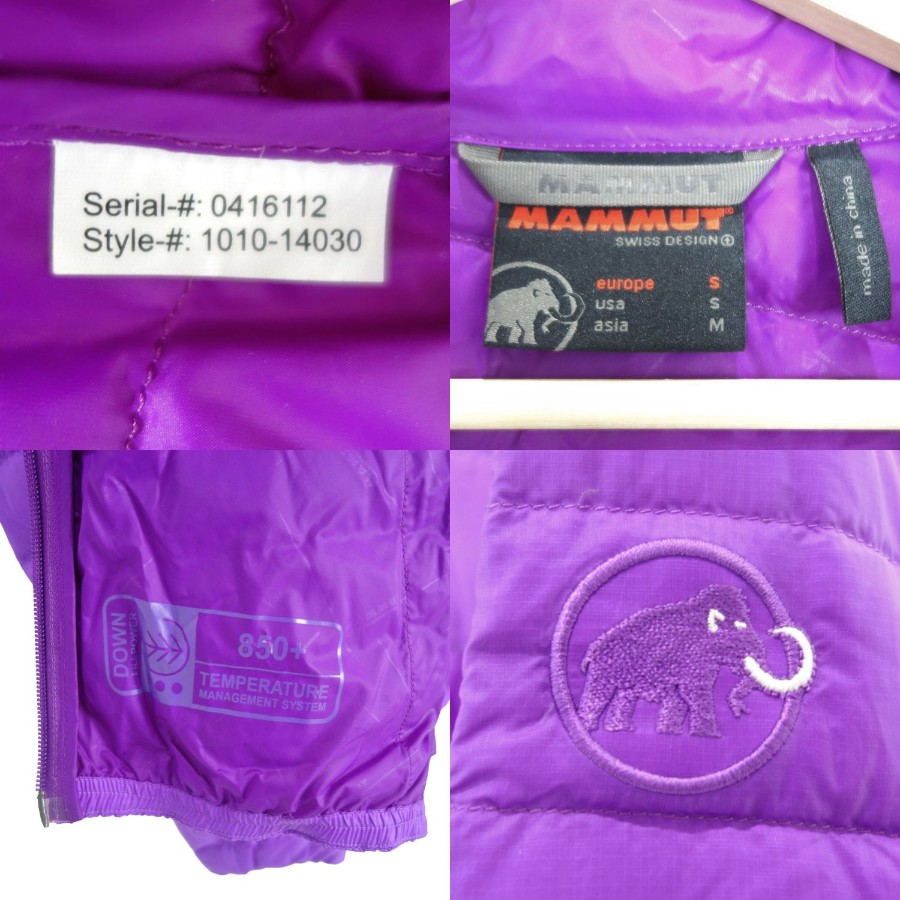 Serial-#: 0416112
Style-#: 1010-14030
MAMMUT
MAMMUT®
SWISS DESIGN
europe S
usa S
asia M
made in china
DOWN
850+
TEMPERATURE
MANAGEMENT SYSTEM